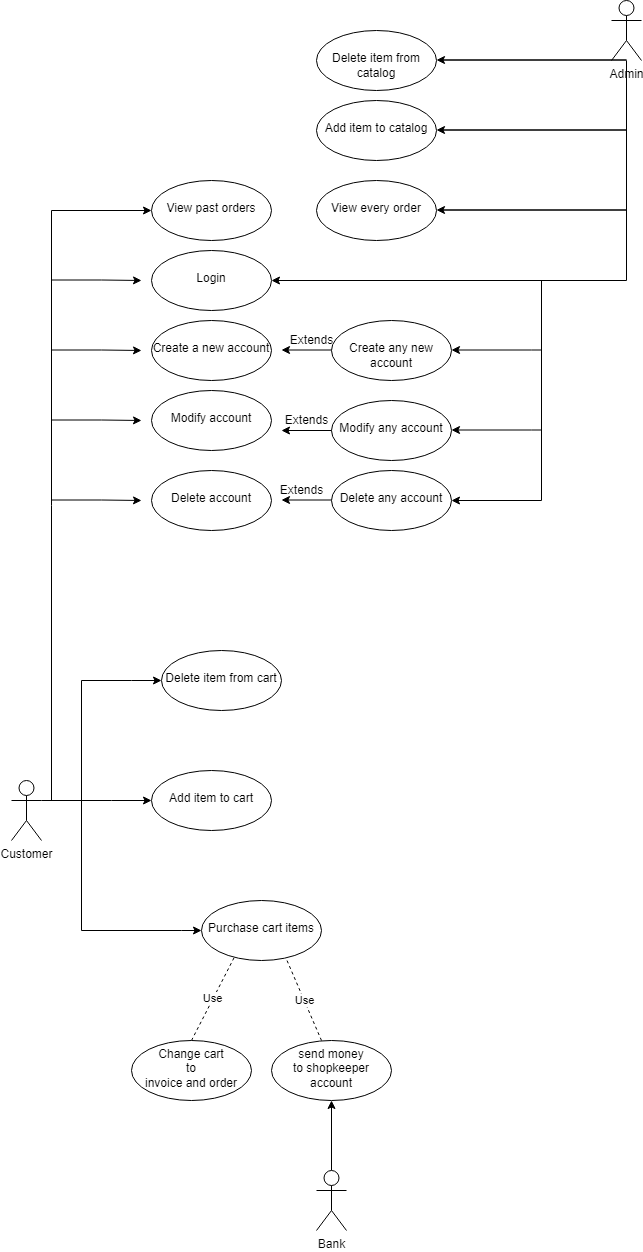 Delete item from
catalog
Admin
Add item to catalog
View past orders
View every order
Login
Create a new account
Extends
Create any new
account
Modify account
Extends
Modify any account
Delete account
Extends
Delete any account
Delete item from cart
Add item to cart
Customer
Purchase cart items
Use
Use
Change cart
to
invoice and order
send money
to shopkeeper
account
Bank